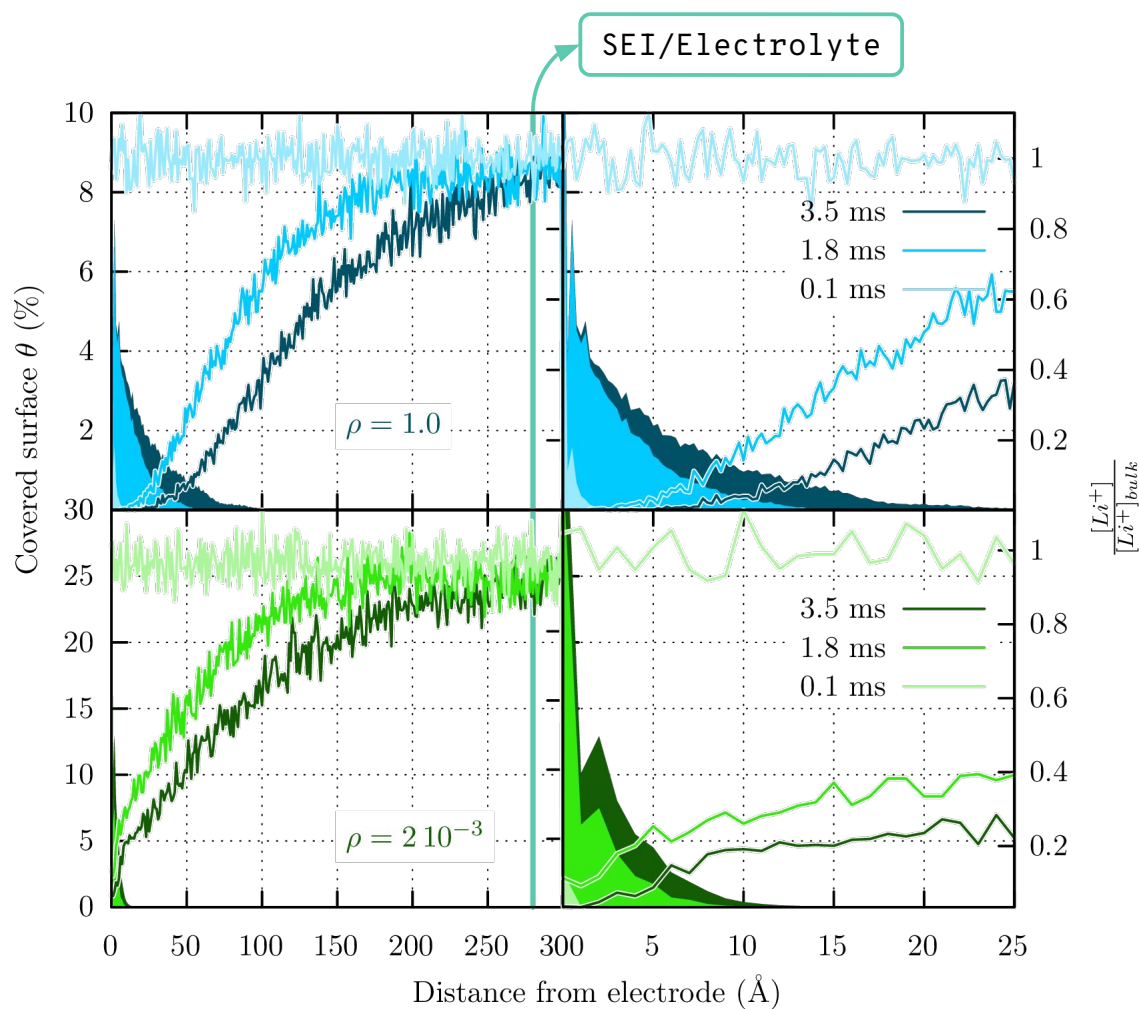 SEI/Electrolyte
Covered surface θ (%)
10
8
6
4
2
30
25
20
15
10
5
0
ρ = 1.0
3.5 ms
1.8 ms
0.1 ms
1
0.8
0.6
0.4
0.2
ρ = 2 10⁻³
3.5 ms
1.8 ms
0.1 ms
1
0.8
0.6
0.4
0.2
[Li⁺]
[Li⁺]bulk
0 50 100 150 200 250 300 5 10 15 20 25
Distance from electrode (Å)